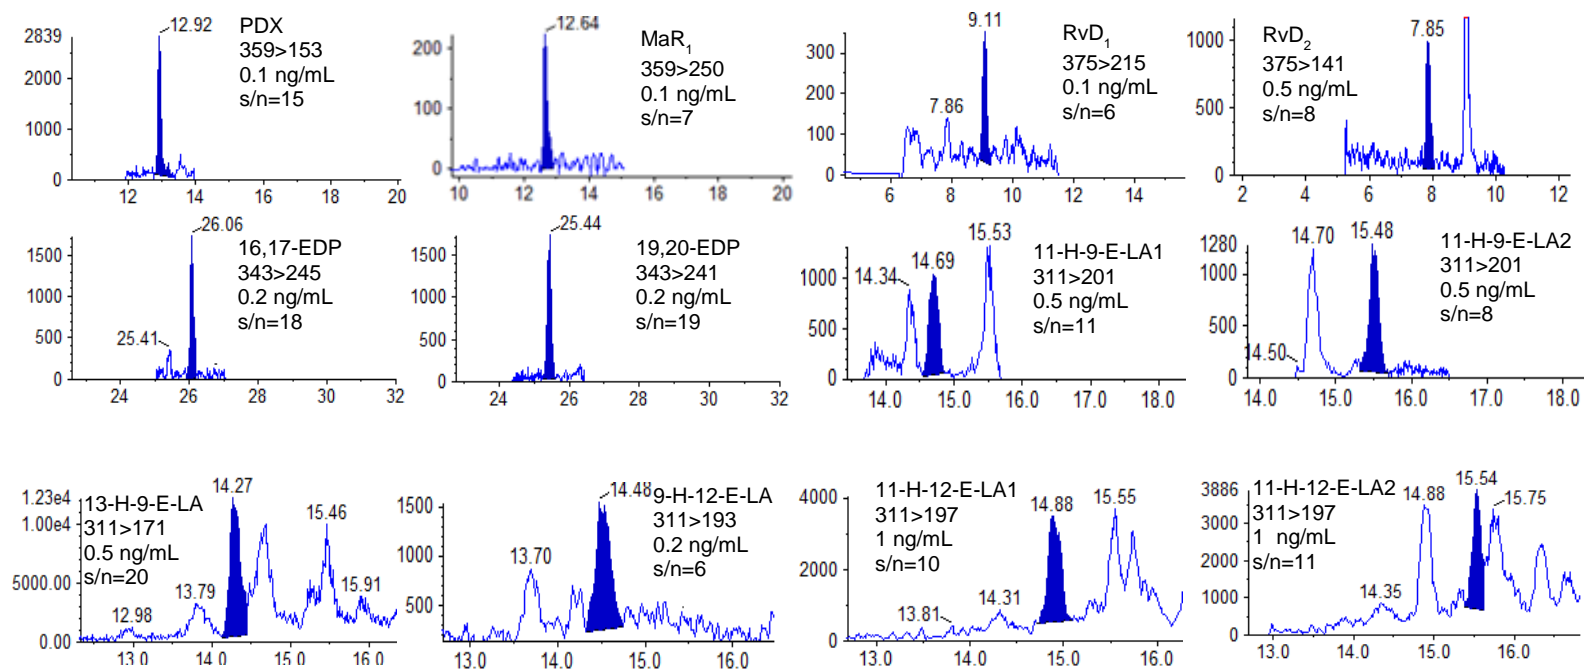 PDX
359>153
0.1 ng/mL
s/n=15
12.92
2839
2000
1000
0
12 14 16 18 20
MaR1
359>250
0.1 ng/mL
s/n=7
12.64
200
100
0
10 12 14 16 18 20
RvD1
375>215
0.1 ng/mL
s/n=6
9.11
7.86
300
200
100
0
6 8 10 12 14
RvD2
375>141
0.5 ng/mL
s/n=8
7.85
1000
500
0
2 4 6 8 10 12
16,17-EDP
343>245
0.2 ng/mL
s/n=18
26.06
25.41
1500
1000
500
0
24 26 28 30 32
19,20-EDP
343>241
0.2 ng/mL
s/n=19
25.44
1500
1000
500
0
24 26 28 30 32
11-H-9-E-LA1
311>201
0.5 ng/mL
s/n=11
15.53
14.69
14.34
1000
500
0
14.0 15.0 16.0 17.0 18.0
11-H-9-E-LA2
311>201
0.5 ng/mL
s/n=8
14.70
15.48
14.50
1280
1000
500
0
14.0 15.0 16.0 17.0 18.0
13-H-9-E-LA
311>171
0.5 ng/mL
s/n=20
14.27
15.46
13.79
15.91
12.98
1.23e4
1.00e4
5000.00
0.00
13.0 14.0 15.0 16.0
9-H-12-E-LA
311>193
0.2 ng/mL
s/n=6
14.48
13.70
1500
1000
500
13.0 14.0 15.0 16.0
11-H-12-E-LA1
311>197
1 ng/mL
s/n=10
14.88
15.55
13.81
14.31
4000
2000
0
13.0 14.0 15.0 16.0
11-H-12-E-LA2
311>197
1 ng/mL
s/n=11
14.88
15.54
15.75
14.35
3886
3000
2000
1000
0
13.0 14.0 15.0 16.0